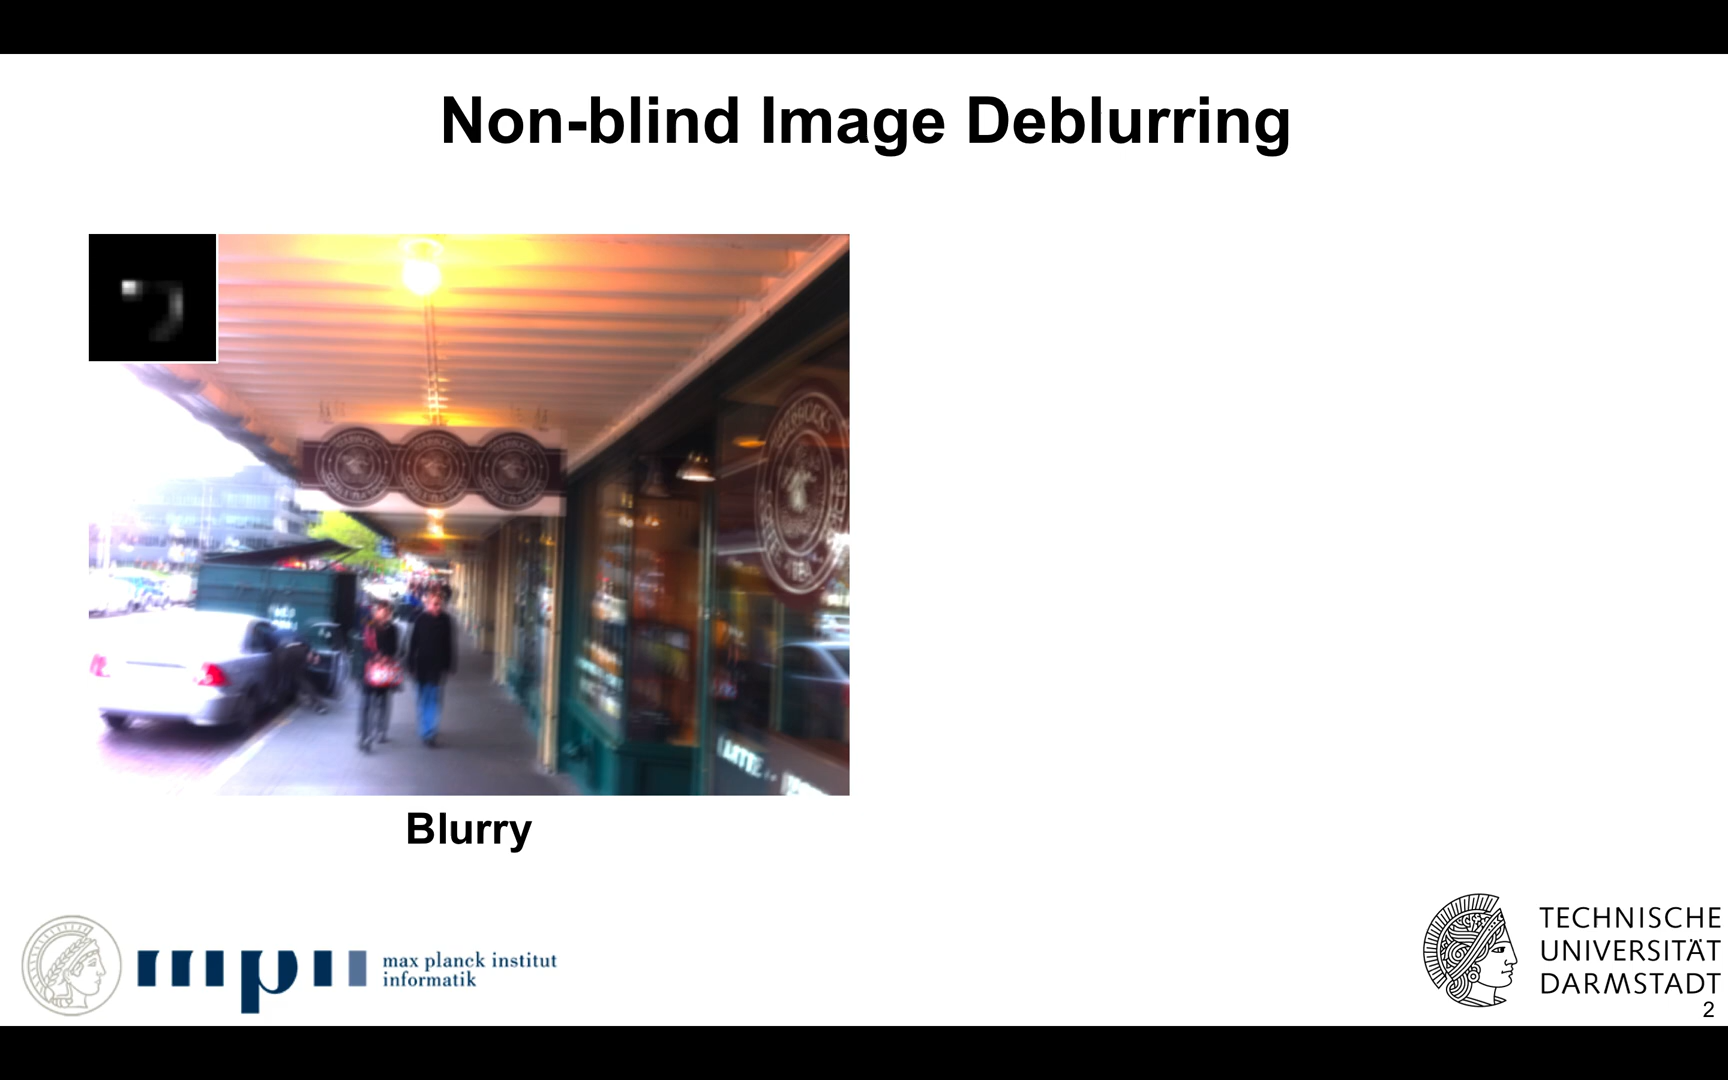 Non-blind Image Deblurring
Blurry
max planck institut
informatik
TECHNISCHE
UNIVERSITÄT
DARMSTADT
2